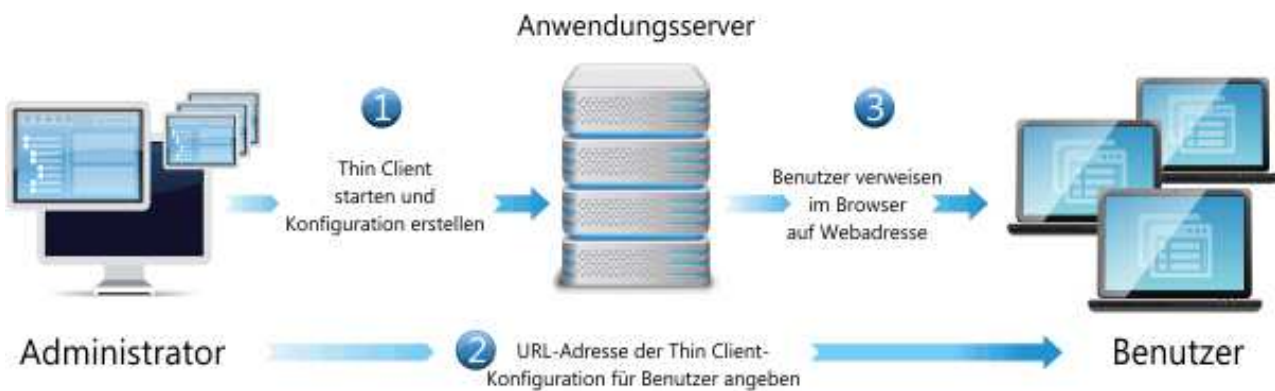 Anwendungsserver
1
Thin Client
starten und
Konfiguration erstellen
3
Benutzer verweisen
im Browser
auf Webadresse
Administrator
2
URL-Adresse der Thin Client-
Konfiguration für Benutzer angeben
Benutzer